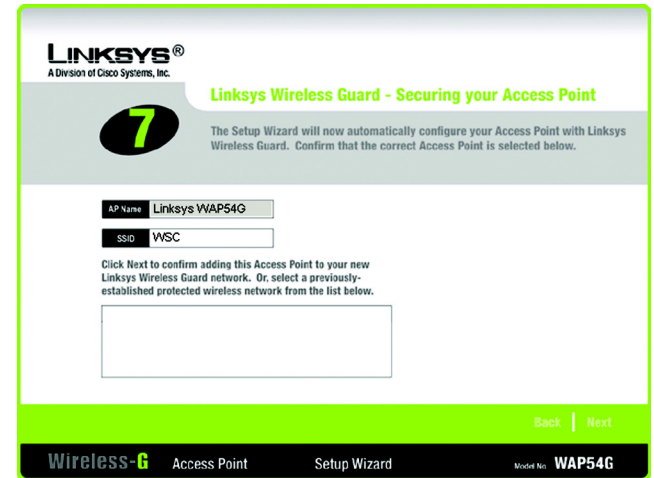 LINKSYS®
A Division of Cisco Systems, Inc.
Linksys Wireless Guard - Securing your Access Point
7
The Setup Wizard will now automatically configure your Access Point with Linksys
Wireless Guard. Confirm that the correct Access Point is selected below.
AP Name Linksys WAP54G
SSID WSC
Click Next to confirm adding this Access Point to your new
Linksys Wireless Guard network. Or, select a previously-
established protected wireless network from the list below.
Back | Next
Wireless-G Access Point Setup Wizard Model No WAP54G